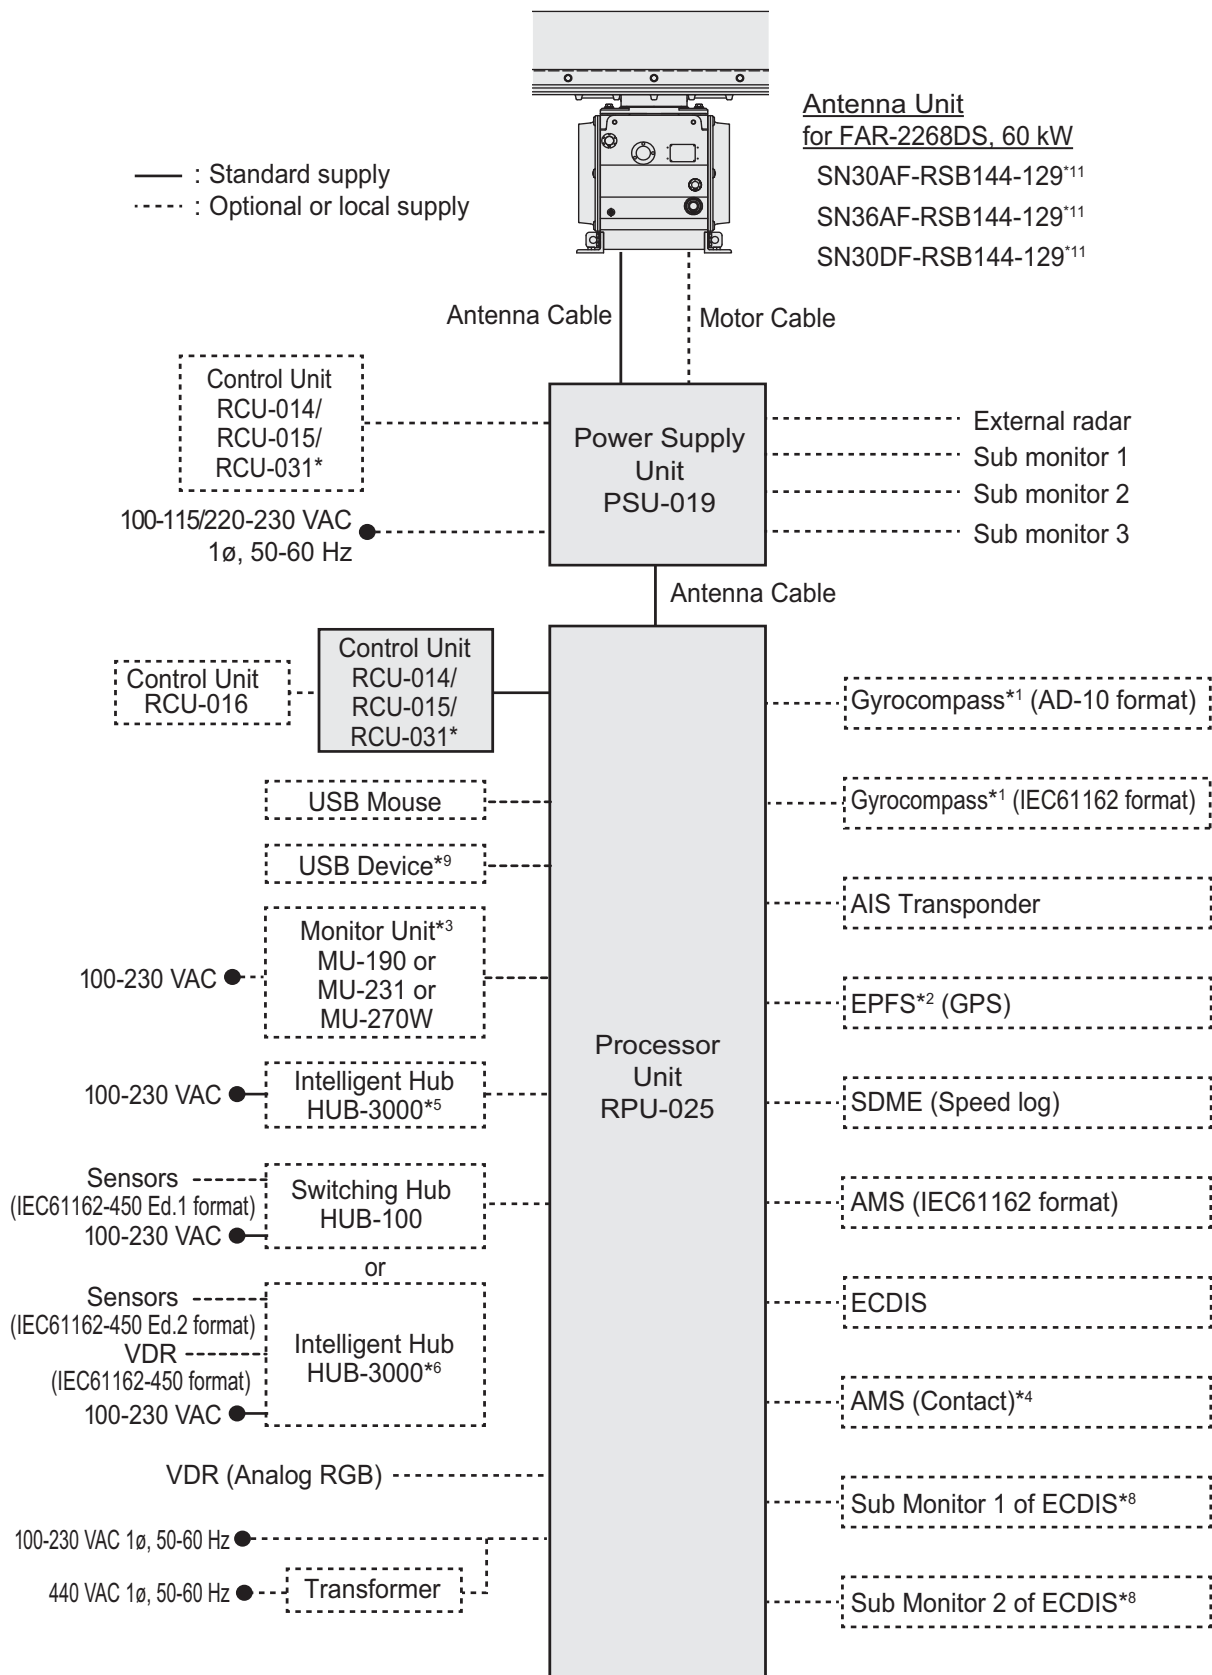 Antenna Unit
for FAR-2268DS, 60 kW
SN30AF-RSB144-129*11
SN36AF-RSB144-129*11
SN30DF-RSB144-129*11
: Standard supply
: Optional or local supply
Antenna Cable
Motor Cable
Control Unit
RCU-014/
RCU-015/
RCU-031*
100-115/220-230 VAC
1ø, 50-60 Hz
Power Supply
Unit
PSU-019
External radar
Sub monitor 1
Sub monitor 2
Sub monitor 3
Antenna Cable
Control Unit
RCU-016
Control Unit
RCU-014/
RCU-015/
RCU-031*
USB Mouse
USB Device*9
100-230 VAC
Monitor Unit*3
MU-190 or
MU-231 or
MU-270W
100-230 VAC
Intelligent Hub
HUB-3000*5
Sensors
(IEC61162-450 Ed.1 format)
100-230 VAC
Switching Hub
HUB-100
or
Sensors
(IEC61162-450 Ed.2 format)
VDR
(IEC61162-450 format)
100-230 VAC
Intelligent Hub
HUB-3000*6
VDR (Analog RGB)
100-230 VAC 1ø, 50-60 Hz
440 VAC 1ø, 50-60 Hz
Transformer
Processor
Unit
RPU-025
Gyrocompass*1 (AD-10 format)
Gyrocompass*1 (IEC61162 format)
AIS Transponder
EPFS*2 (GPS)
SDME (Speed log)
AMS (IEC61162 format)
ECDIS
AMS (Contact)*4
Sub Monitor 1 of ECDIS*8
Sub Monitor 2 of ECDIS*8